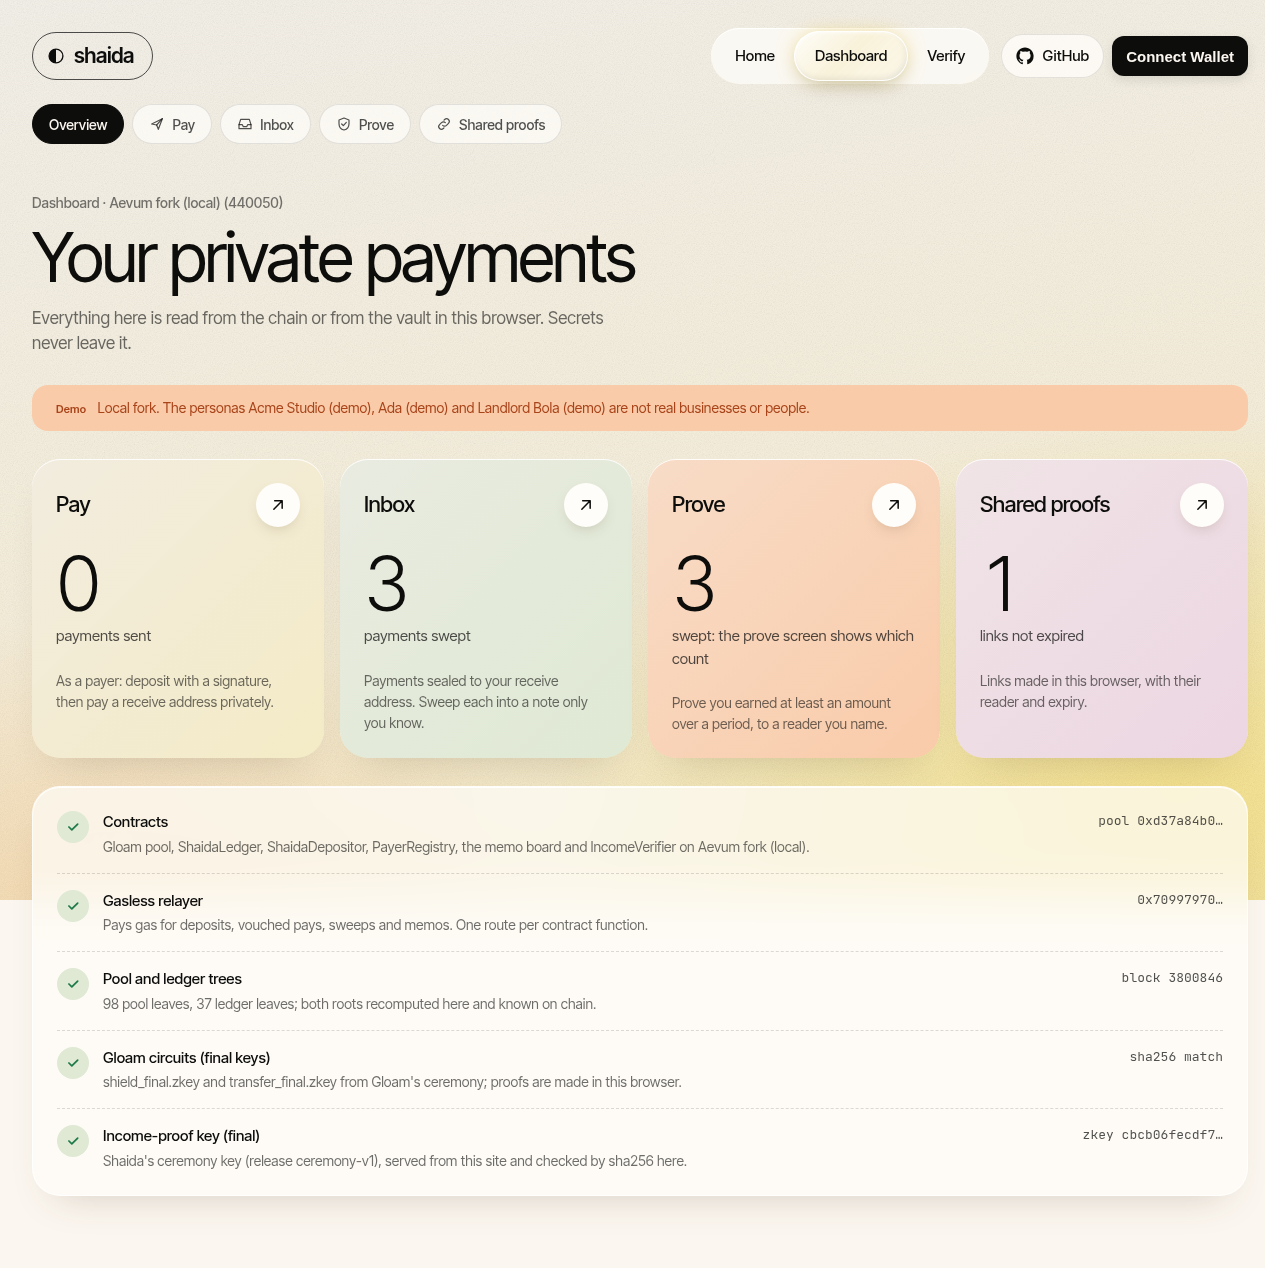 shaida
Home
Dashboard
Verify
GitHub
Connect Wallet
Overview
Pay
Inbox
Prove
Shared proofs
Dashboard · Aevum fork (local) (440050)
Your private payments
Everything here is read from the chain or from the vault in this browser. Secrets
never leave it.
Demo Local fork. The personas Acme Studio (demo), Ada (demo) and Landlord Bola (demo) are not real businesses or people.
Pay
0
payments sent
As a payer: deposit with a signature,
then pay a receive address privately.
Inbox
3
payments swept
Payments sealed to your receive
address. Sweep each into a note only
you know.
Prove
3
swept: the prove screen shows which
count
Prove you earned at least an amount
over a period, to a reader you name.
Shared proofs
1
links not expired
Links made in this browser, with their
reader and expiry.
Contracts
pool 0xd37a84b0…
Gloam pool, ShaidaLedger, ShaidaDepositor, PayerRegistry, the memo board and IncomeVerifier on Aevum fork (local).
Gasless relayer
0x70997970…
Pays gas for deposits, vouched pays, sweeps and memos. One route per contract function.
Pool and ledger trees
block 3800846
98 pool leaves, 37 ledger leaves; both roots recomputed here and known on chain.
Gloam circuits (final keys)
sha256 match
shield_final.zkey and transfer_final.zkey from Gloam's ceremony; proofs are made in this browser.
Income-proof key (final)
zkey cbcb06fecdf7…
Shaida's ceremony key (release ceremony-v1), served from this site and checked by sha256 here.